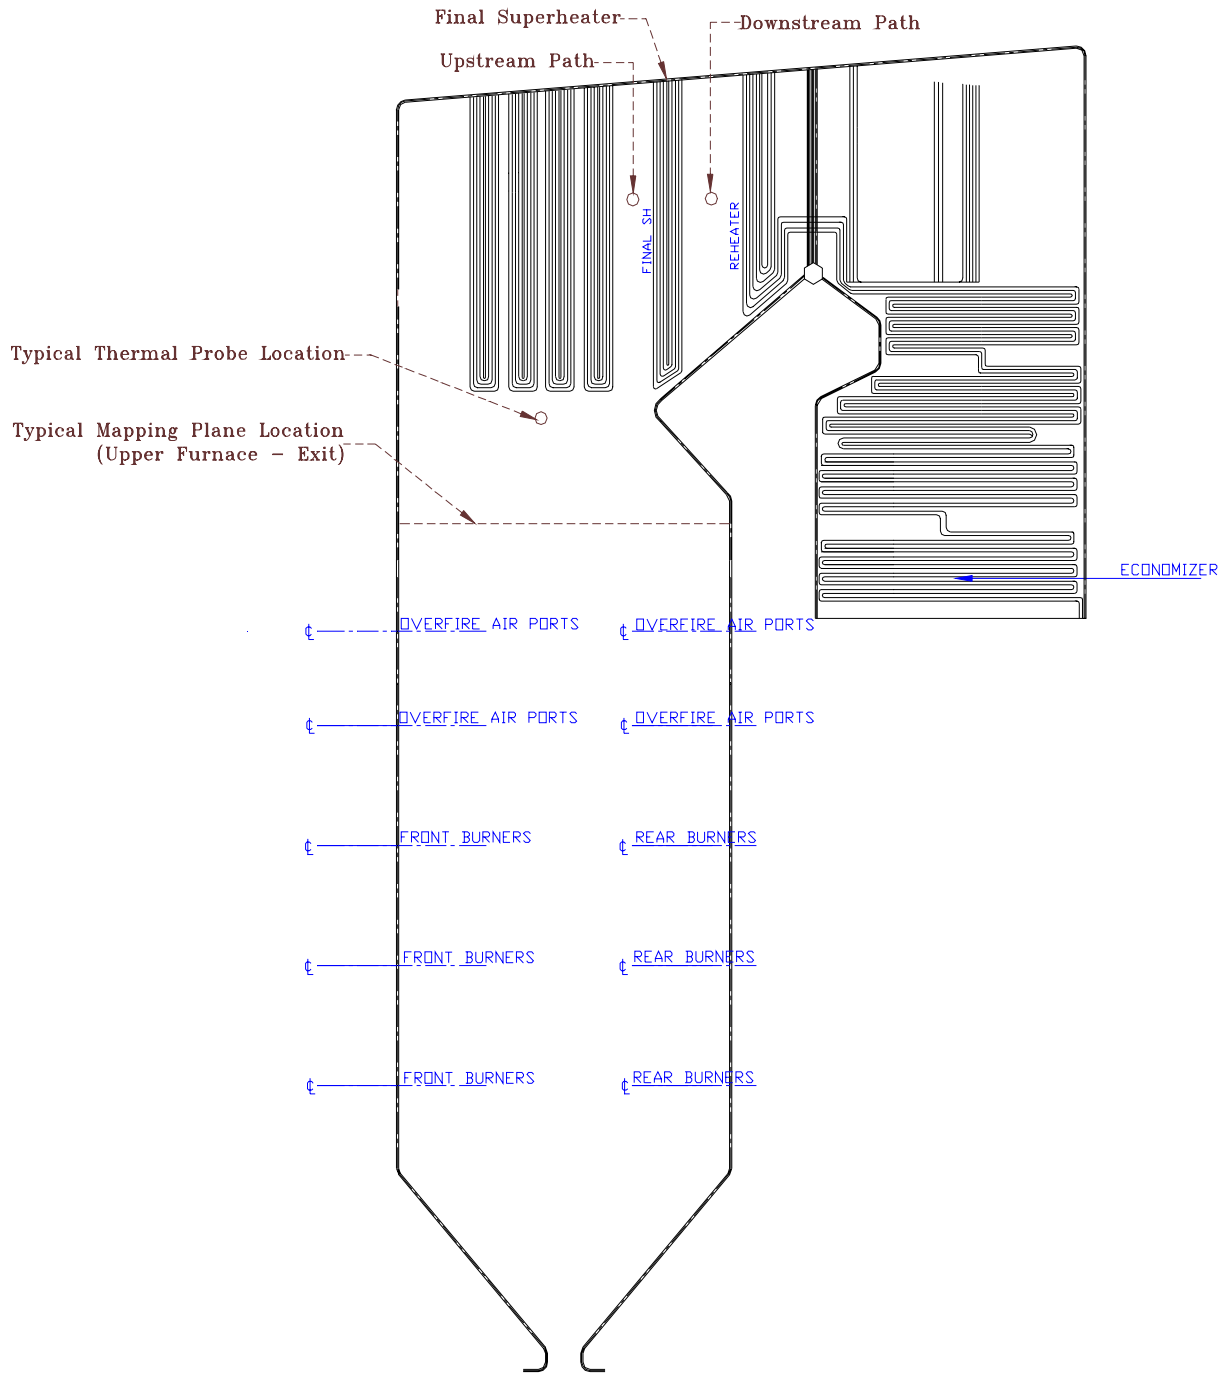 Final Superheater
Downstream Path
Upstream Path
FINAL SH
REHEATER
Typical Thermal Probe Location
Typical Mapping Plane Location
(Upper Furnace - Exit)
ECONOMIZER
℄ OVERFIRE AIR PORTS
℄ OVERFIRE AIR PORTS
℄ OVERFIRE AIR PORTS
℄ OVERFIRE AIR PORTS
℄ FRONT BURNERS
℄ REAR BURNERS
℄ FRONT BURNERS
℄ REAR BURNERS
℄ FRONT BURNERS
℄ REAR BURNERS